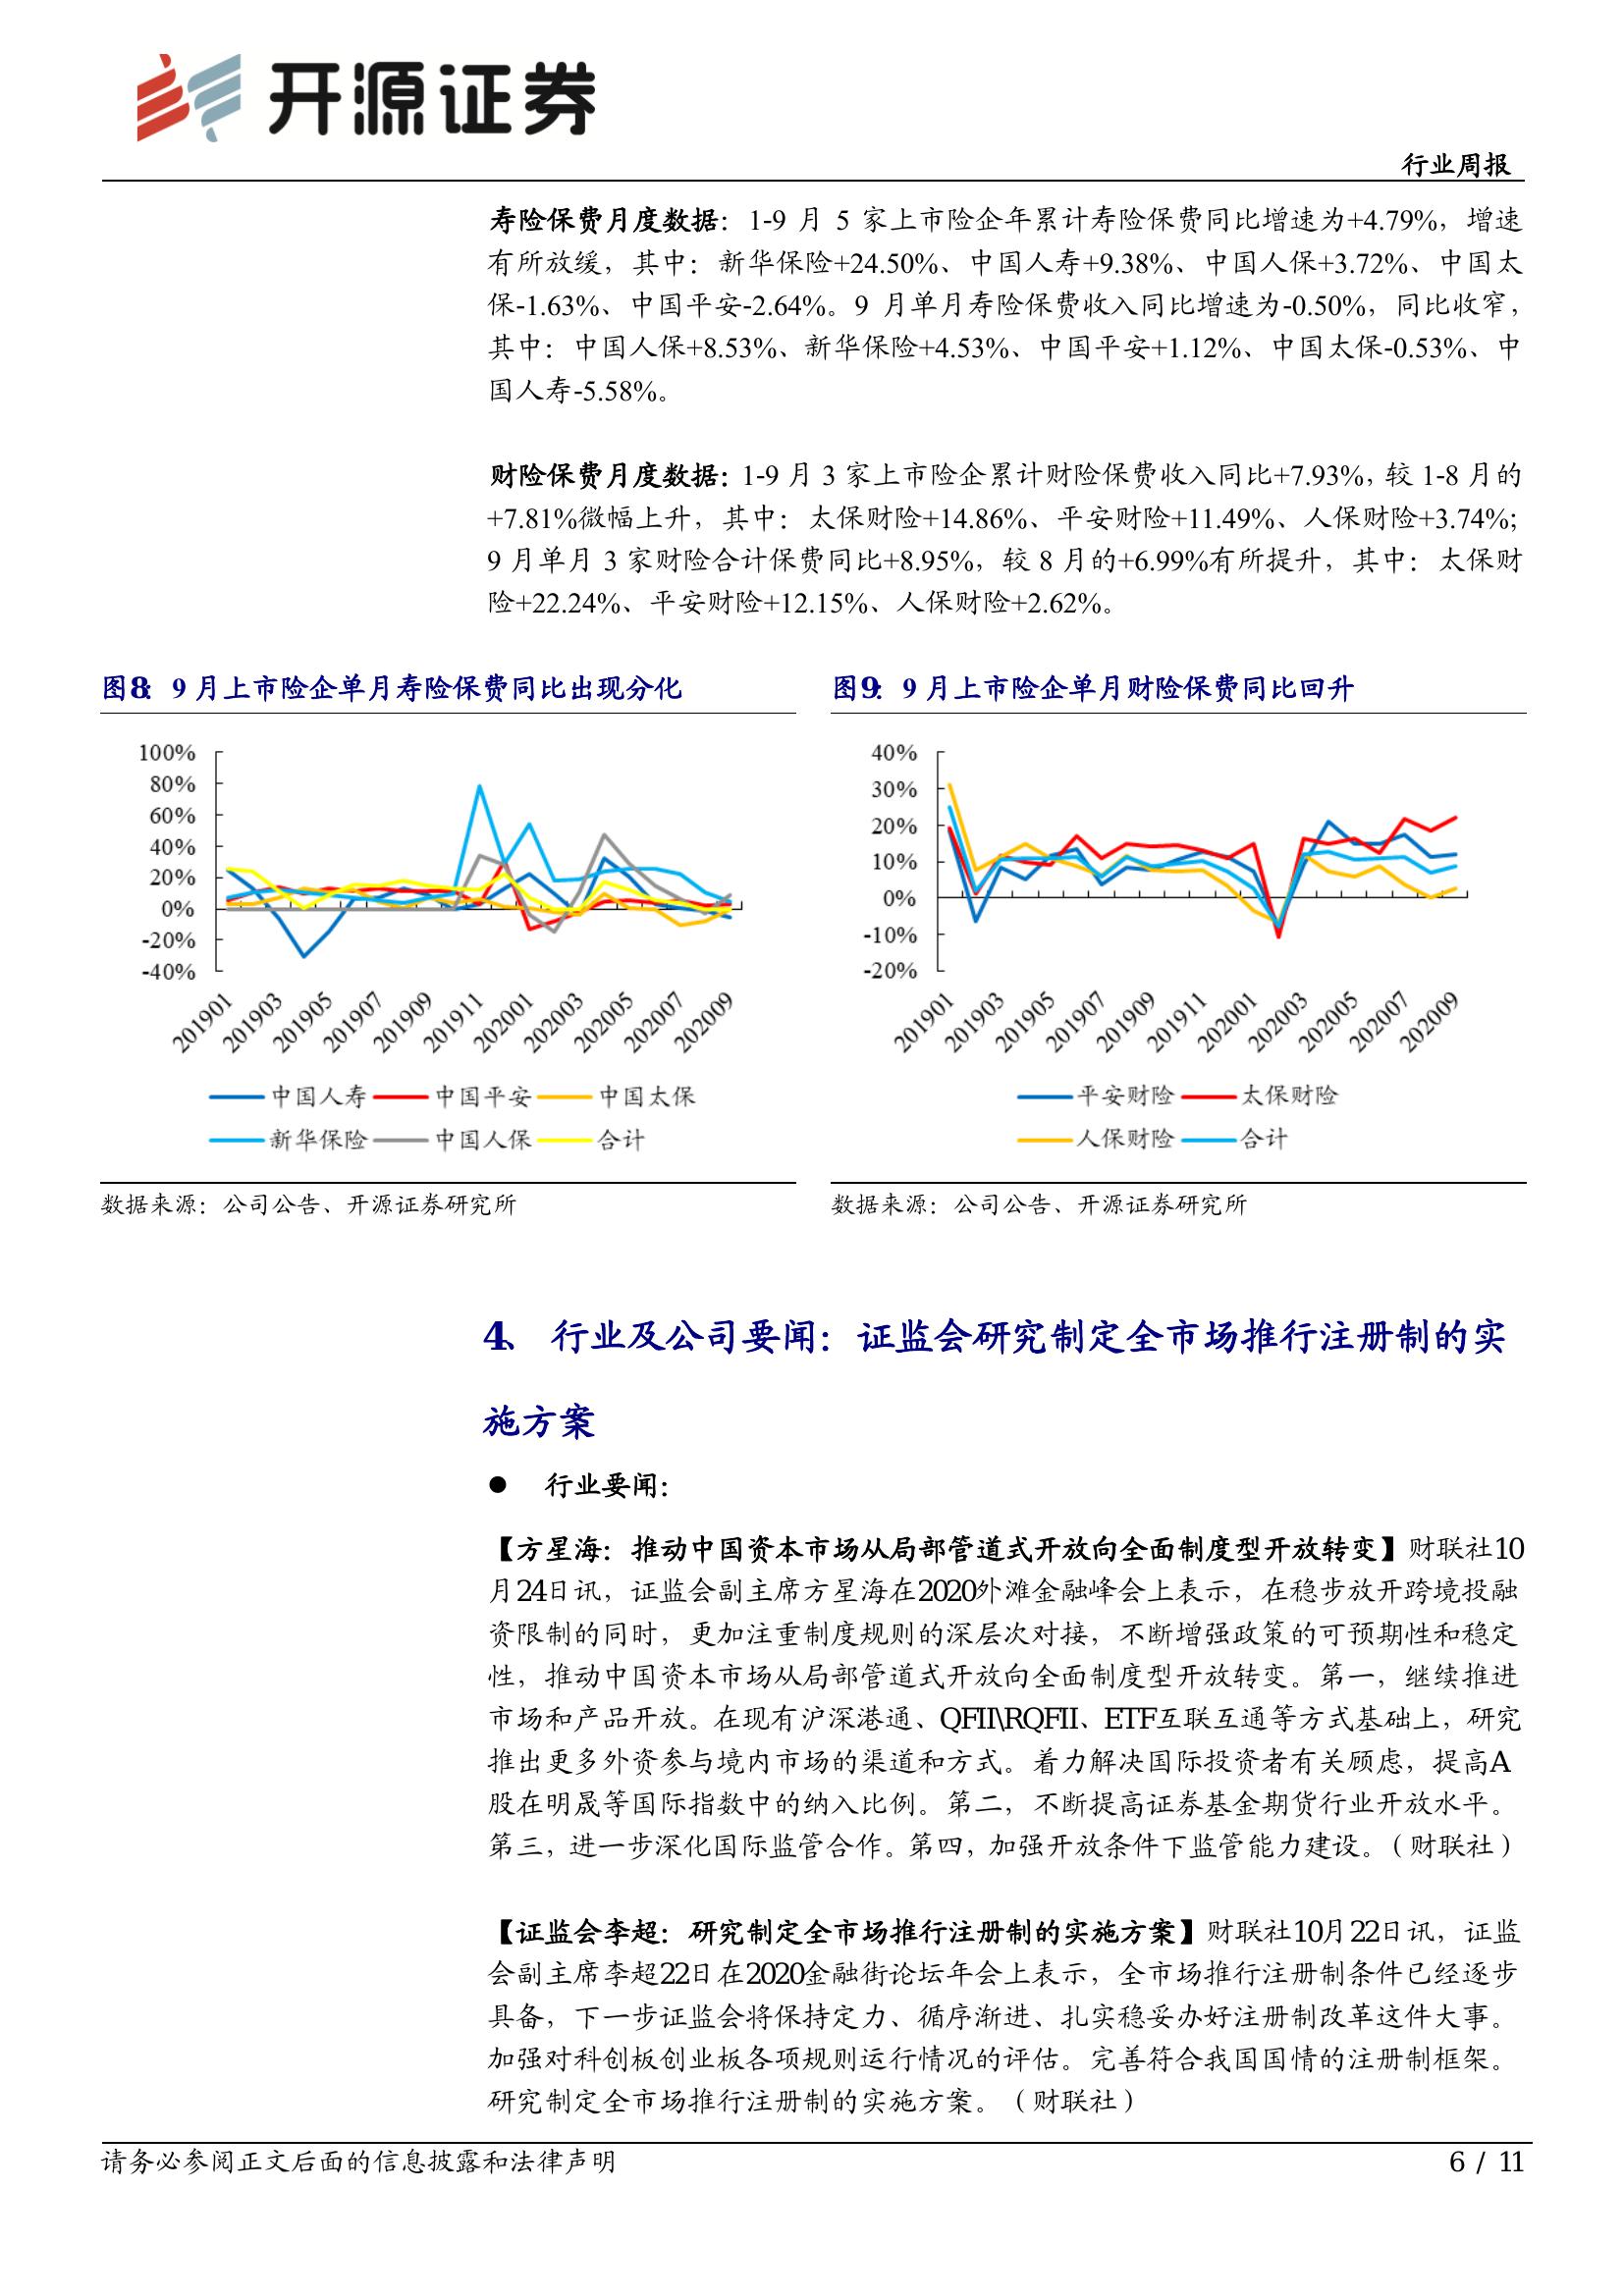 开源证券
行业周报
寿险保费月度数据：1-9 月 5 家上市险企年累计寿险保费同比增速为+4.79%，增速
有所放缓，其中：新华保险+24.50%、中国人寿+9.38%、中国人保+3.72%、中国太
保-1.63%、中国平安-2.64%。9 月单月寿险保费收入同比增速为-0.50%，同比收窄，
其中：中国人保+8.53%、新华保险+4.53%、中国平安+1.12%、中国太保-0.53%、中
国人寿-5.58%。
财险保费月度数据：1-9 月 3 家上市险企累计财险保费收入同比+7.93%，较 1-8 月的
+7.81%微幅上升，其中：太保财险+14.86%、平安财险+11.49%、人保财险+3.74%；
9 月单月 3 家财险合计保费同比+8.95%，较 8 月的+6.99%有所提升，其中：太保财
险+22.24%、平安财险+12.15%、人保财险+2.62%。
图8：9 月上市险企单月寿险保费同比出现分化
100%
80%
60%
40%
20%
0%
-20%
-40%
201901 201903 201905 201907 201909 201911 202001 202003 202005 202007 202009
中国人寿 中国平安 中国太保
新华保险 中国人保 合计
数据来源：公司公告、开源证券研究所
图9：9 月上市险企单月财险保费同比回升
40%
30%
20%
10%
0%
-10%
-20%
201901 201903 201905 201907 201909 201911 202001 202003 202005 202007 202009
平安财险 太保财险
人保财险 合计
数据来源：公司公告、开源证券研究所
4、 行业及公司要闻：证监会研究制定全市场推行注册制的实
施方案
● 行业要闻：
【方星海：推动中国资本市场从局部管道式开放向全面制度型开放转变】财联社10
月24日讯，证监会副主席方星海在2020外滩金融峰会上表示，在稳步放开跨境投融
资限制的同时，更加注重制度规则的深层次对接，不断增强政策的可预期性和稳定
性，推动中国资本市场从局部管道式开放向全面制度型开放转变。第一，继续推进
市场和产品开放。在现有沪深港通、QFII\RQFII、ETF互联互通等方式基础上，研究
推出更多外资参与境内市场的渠道和方式。着力解决国际投资者有关顾虑，提高A
股在明晟等国际指数中的纳入比例。第二，不断提高证券基金期货行业开放水平。
第三，进一步深化国际监管合作。第四，加强开放条件下监管能力建设。（财联社）
【证监会李超：研究制定全市场推行注册制的实施方案】财联社10月22日讯，证监
会副主席李超22日在2020金融街论坛年会上表示，全市场推行注册制条件已经逐步
具备，下一步证监会将保持定力、循序渐进、扎实稳妥办好注册制改革这件大事。
加强对科创板创业板各项规则运行情况的评估。完善符合我国国情的注册制框架。
研究制定全市场推行注册制的实施方案。（财联社）
请务必参阅正文后面的信息披露和法律声明
6 / 11